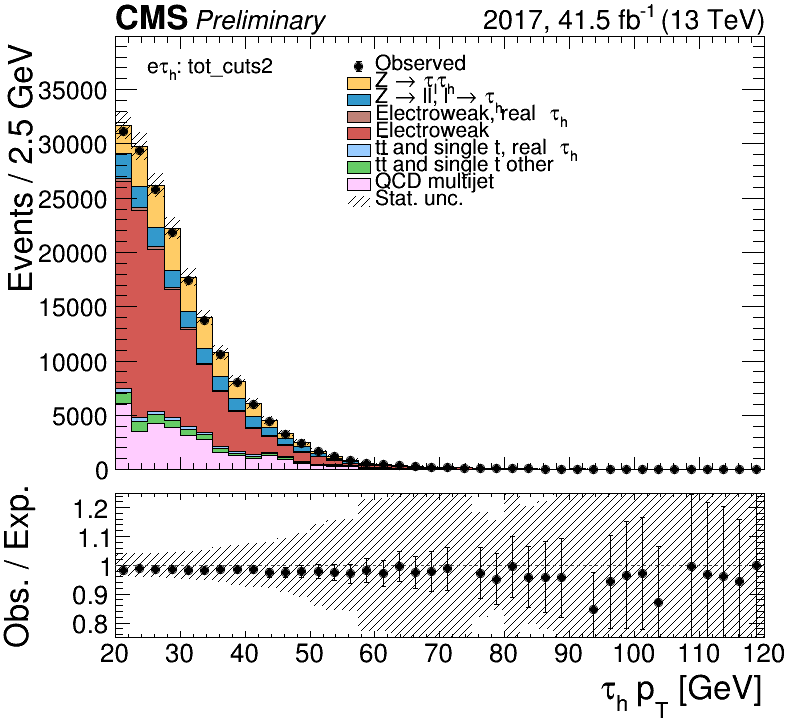 CMS Preliminary 2017, 41.5 fb⁻¹ (13 TeV)
eτh: tot_cuts2
Observed
Z → τlτh
Z → ll, l → τh
Electroweak, real τh
Electroweak
tt and single t, real τh
tt and single t other
QCD multijet
Stat. unc.
Events / 2.5 GeV
35000
30000
25000
20000
15000
10000
5000
0
Obs. / Exp.
1.2
1.1
1
0.9
0.8
20 30 40 50 60 70 80 90 100 110 120
τh pT [GeV]